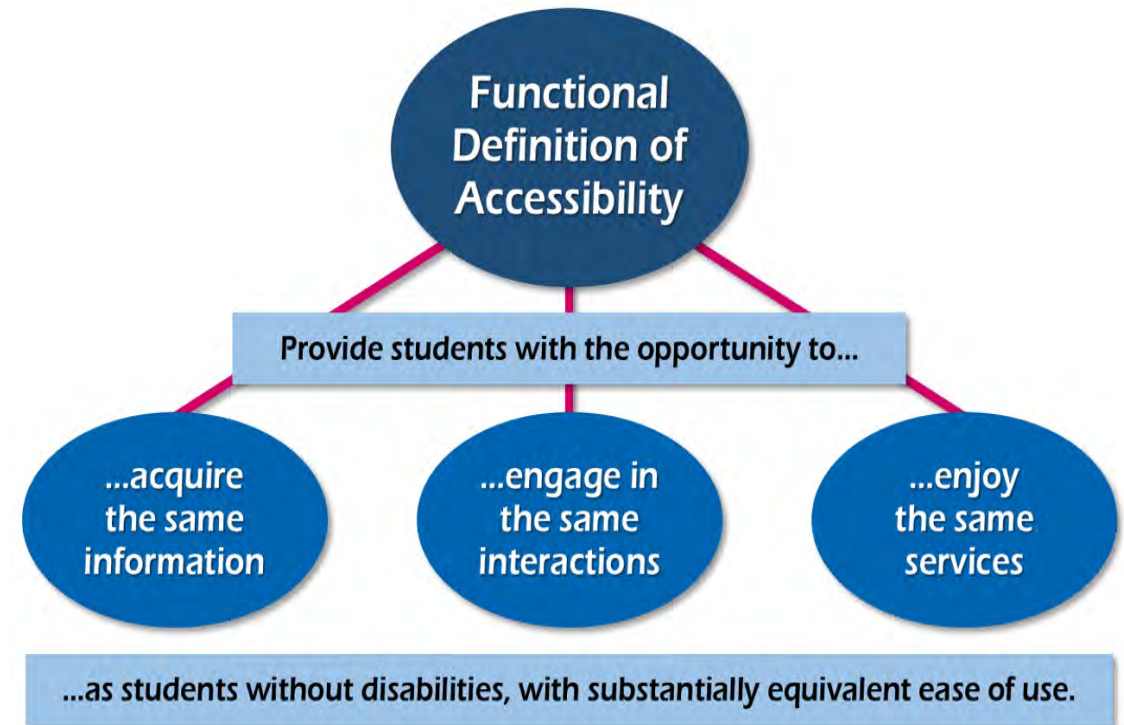 Functional
Definition of
Accessibility
Provide students with the opportunity to...
...acquire
the same
information
...engage in
the same
interactions
...enjoy
the same
services
...as students without disabilities, with substantially equivalent ease of use.